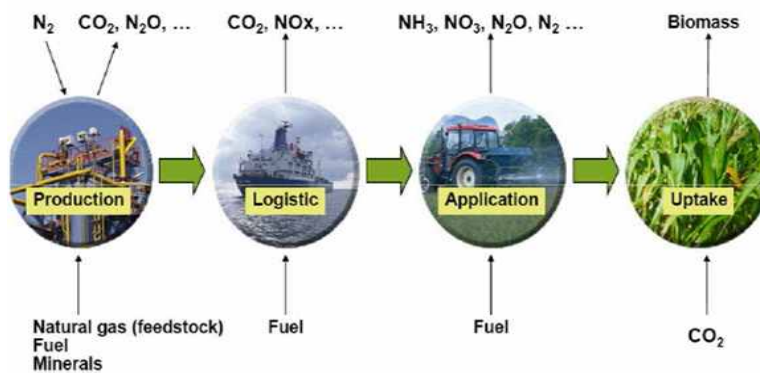 N₂ CO₂, N₂O, ... CO₂, NOx, ... NH₃, NO₃, N₂O, N₂ ... Biomass
Production Logistic Application Uptake
Natural gas (feedstock) Fuel Fuel CO₂
Fuel
Minerals